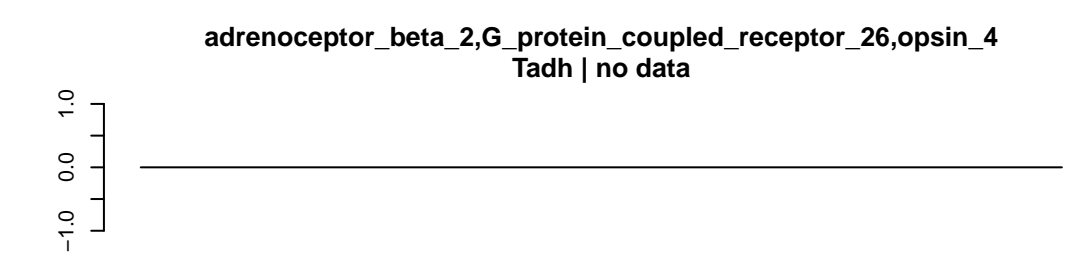 adrenoceptor_beta_2,G_protein_coupled_receptor_26,opsin_4
Tadh | no data
1.0
0.0
−1.0